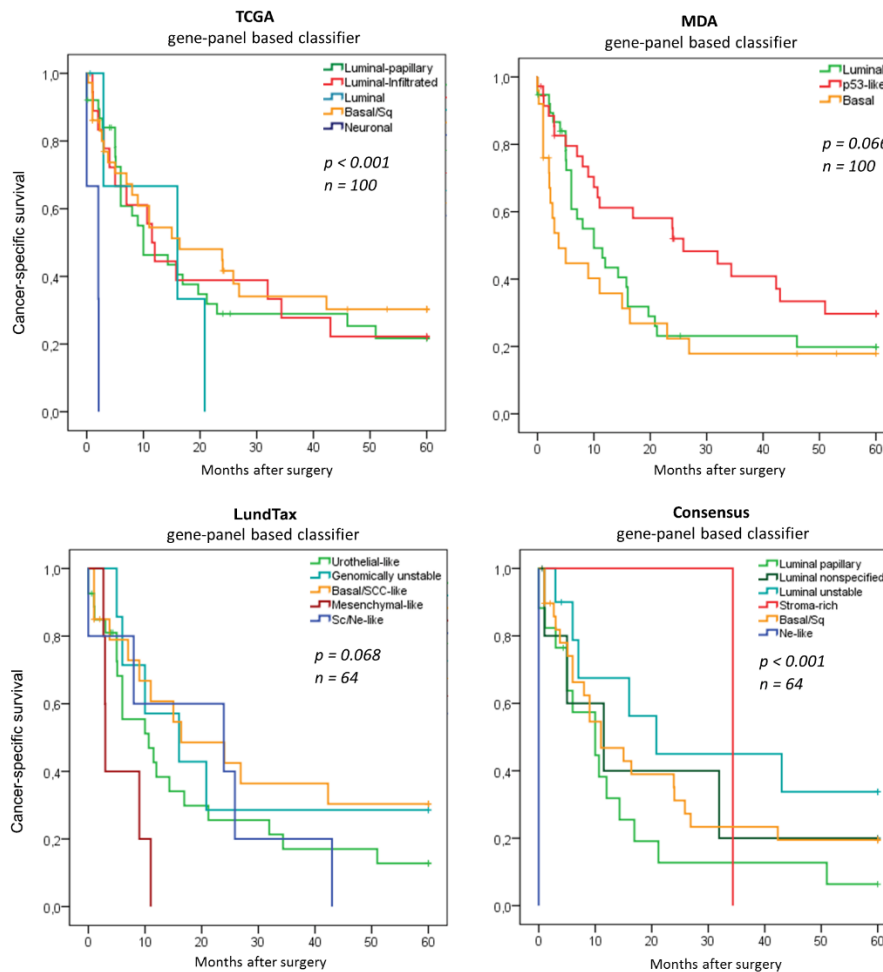 TCGA
gene-panel based classifier
Luminal-papillary
Luminal-Infiltrated
Luminal
Basal/Sq
Neuronal
p < 0.001
n = 100
Cancer-specific survival
1,0
0,8
0,6
0,4
0,2
0,0
0 10 20 30 40 50 60
Months after surgery
MDA
gene-panel based classifier
Luminal
p53-like
Basal
p = 0.066
n = 100
1,0
0,8
0,6
0,4
0,2
0,0
0 10 20 30 40 50 60
Months after surgery
LundTax
gene-panel based classifier
Urothelial-like
Genomically unstable
Basal/SCC-like
Mesenchymal-like
Sc/Ne-like
p = 0.068
n = 64
Cancer-specific survival
1,0
0,8
0,6
0,4
0,2
0,0
0 10 20 30 40 50 60
Months after surgery
Consensus
gene-panel based classifier
Luminal papillary
Luminal nonspecified
Luminal unstable
Stroma-rich
Basal/Sq
Ne-like
p < 0.001
n = 64
1,0
0,8
0,6
0,4
0,2
0,0
0 10 20 30 40 50 60
Months after surgery